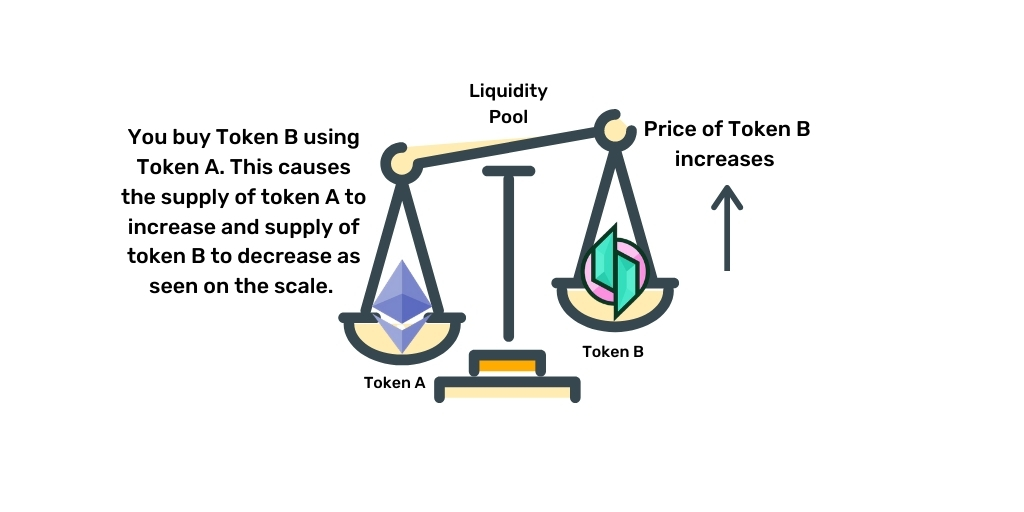 Liquidity
Pool
You buy Token B using
Token A. This causes
the supply of token A to
increase and supply of
token B to decrease as
seen on the scale.
Price of Token B
increases
Token A
Token B